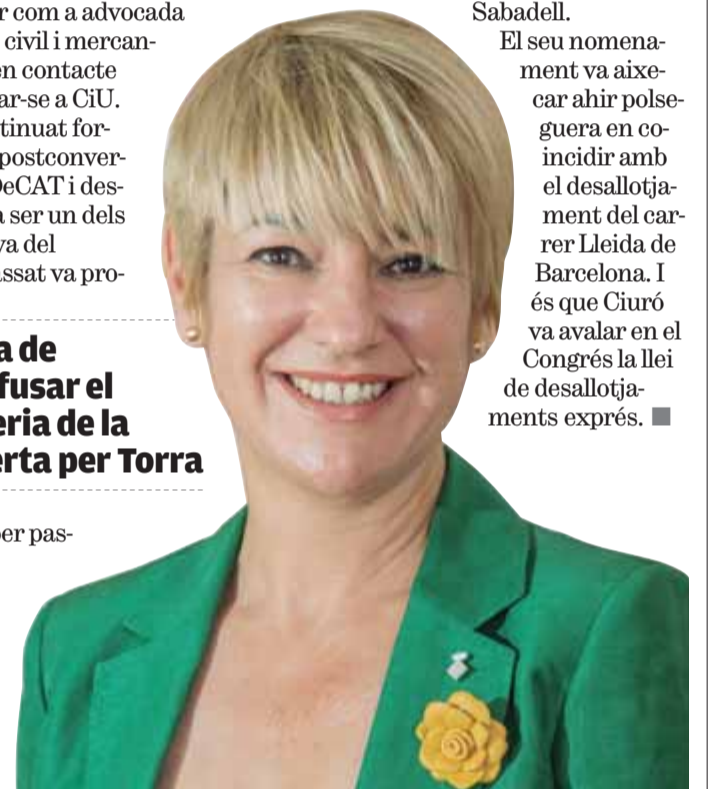 r com a advocada
civil i mercan-
en contacte
ar-se a CiU.
tinuat for-
postconver-
DeCAT i des-
a ser un dels
va del
assat va pro-
a de
fusar el
eria de la
erta per Torra
er pas-
Sabadell.
El seu nomena-
ment va aixe-
car ahir polse-
guera en co-
incidir amb
el desallotja-
ment del car-
rer Lleida de
Barcelona. I
és que Ciuró
va avalar en el
Congrés la llei
de desallotja-
ments exprés.